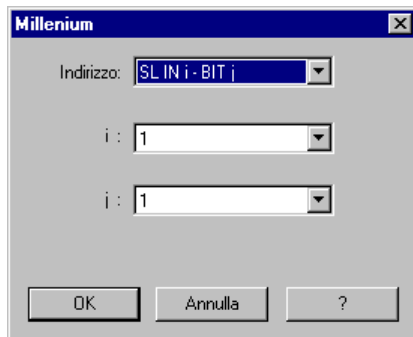 Millenium
Indirizzo: SL IN i - BIT j
i : 1
j : 1
OK Annulla ?